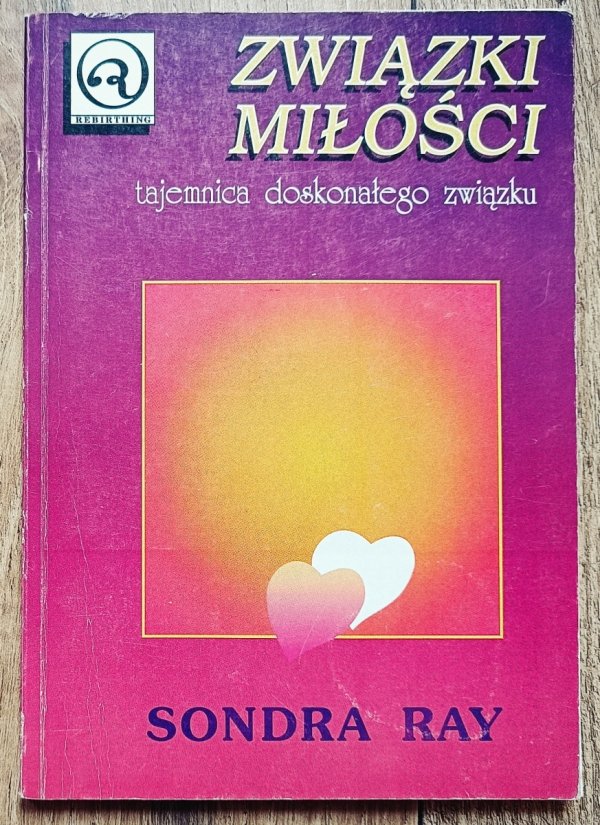 REBIRTHING
ZWIĄZKI
MIŁOŚCI
tajemnica doskonałego związku
SONDRA RAY